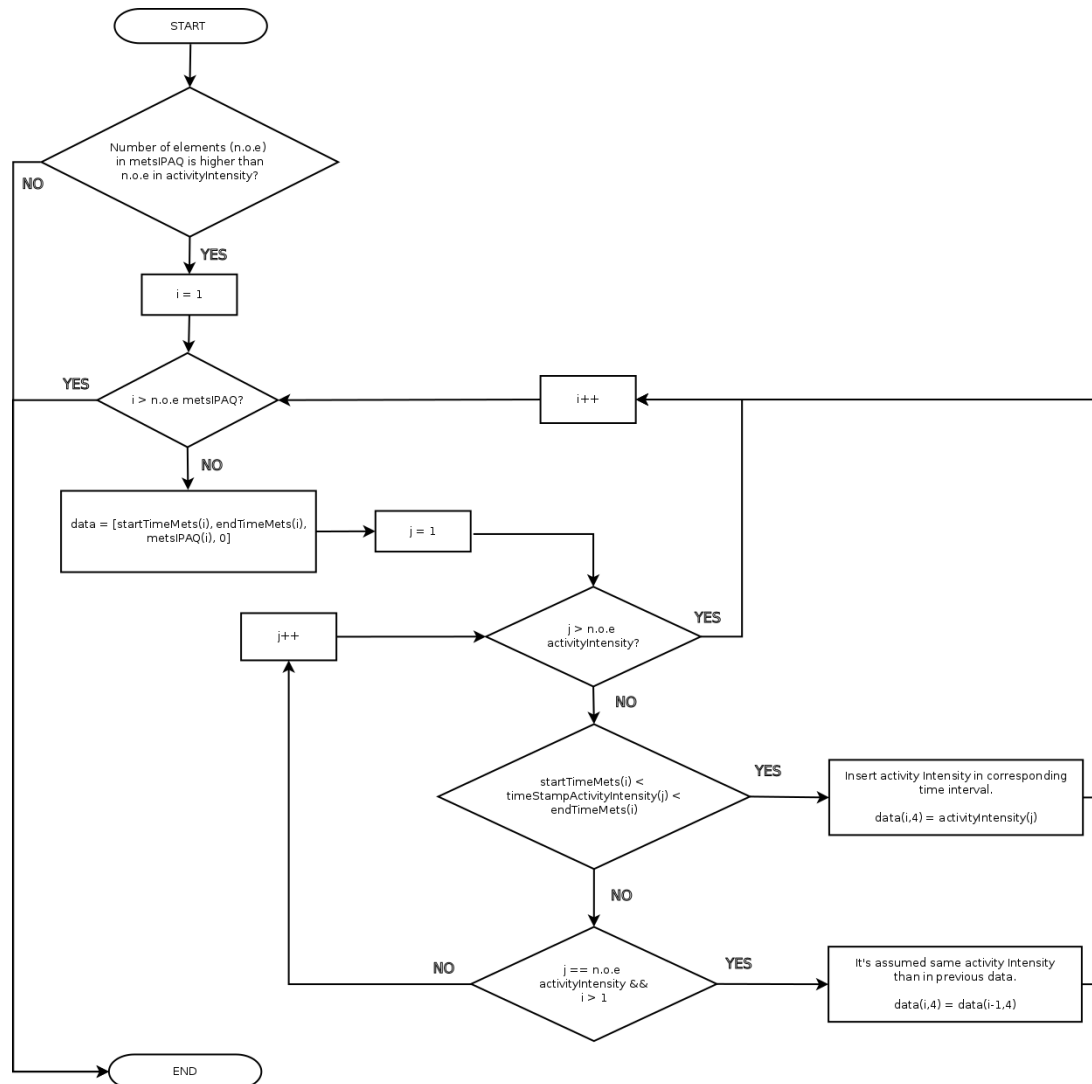 START
Number of elements (n.o.e)
in metsIPAQ is higher than
n.o.e in activityIntensity?
NO
YES
i = 1
YES
i > n.o.e metsIPAQ?
i++
NO
data = [startTimeMets(i), endTimeMets(i),
metsIPAQ(i), 0]
j = 1
j++
j > n.o.e
activityIntensity?
YES
NO
startTimeMets(i) <
timeStampActivityIntensity(j) <
endTimeMets(i)
YES
Insert activity Intensity in corresponding
time interval.
data(i,4) = activityIntensity(j)
NO
NO
j == n.o.e
activityIntensity &&
i > 1
YES
It's assumed same activity Intensity
than in previous data.
data(i,4) = data(i-1,4)
END